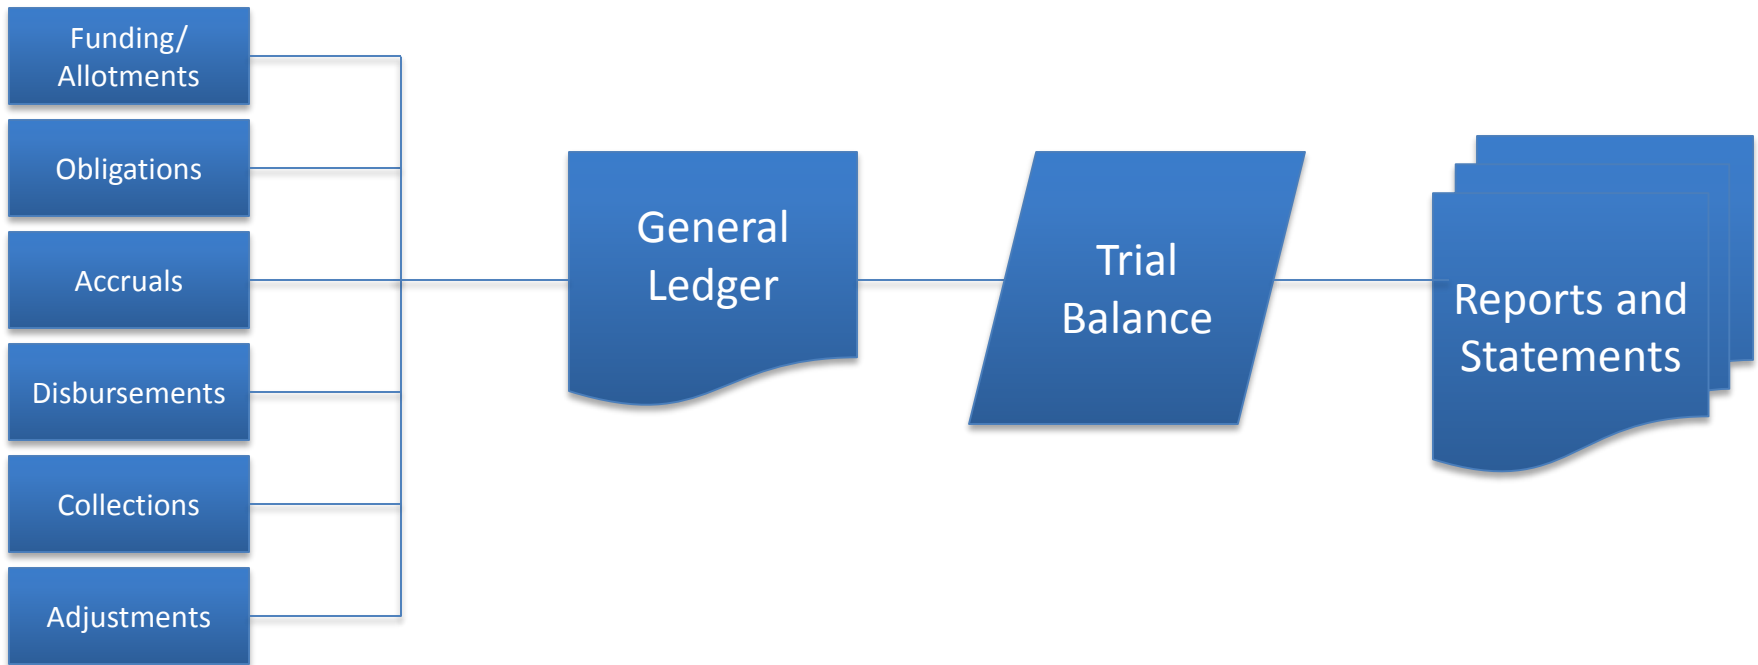 Funding/
Allotments
Obligations
Accruals
Disbursements
Collections
Adjustments
General
Ledger
Trial
Balance
Reports and
Statements